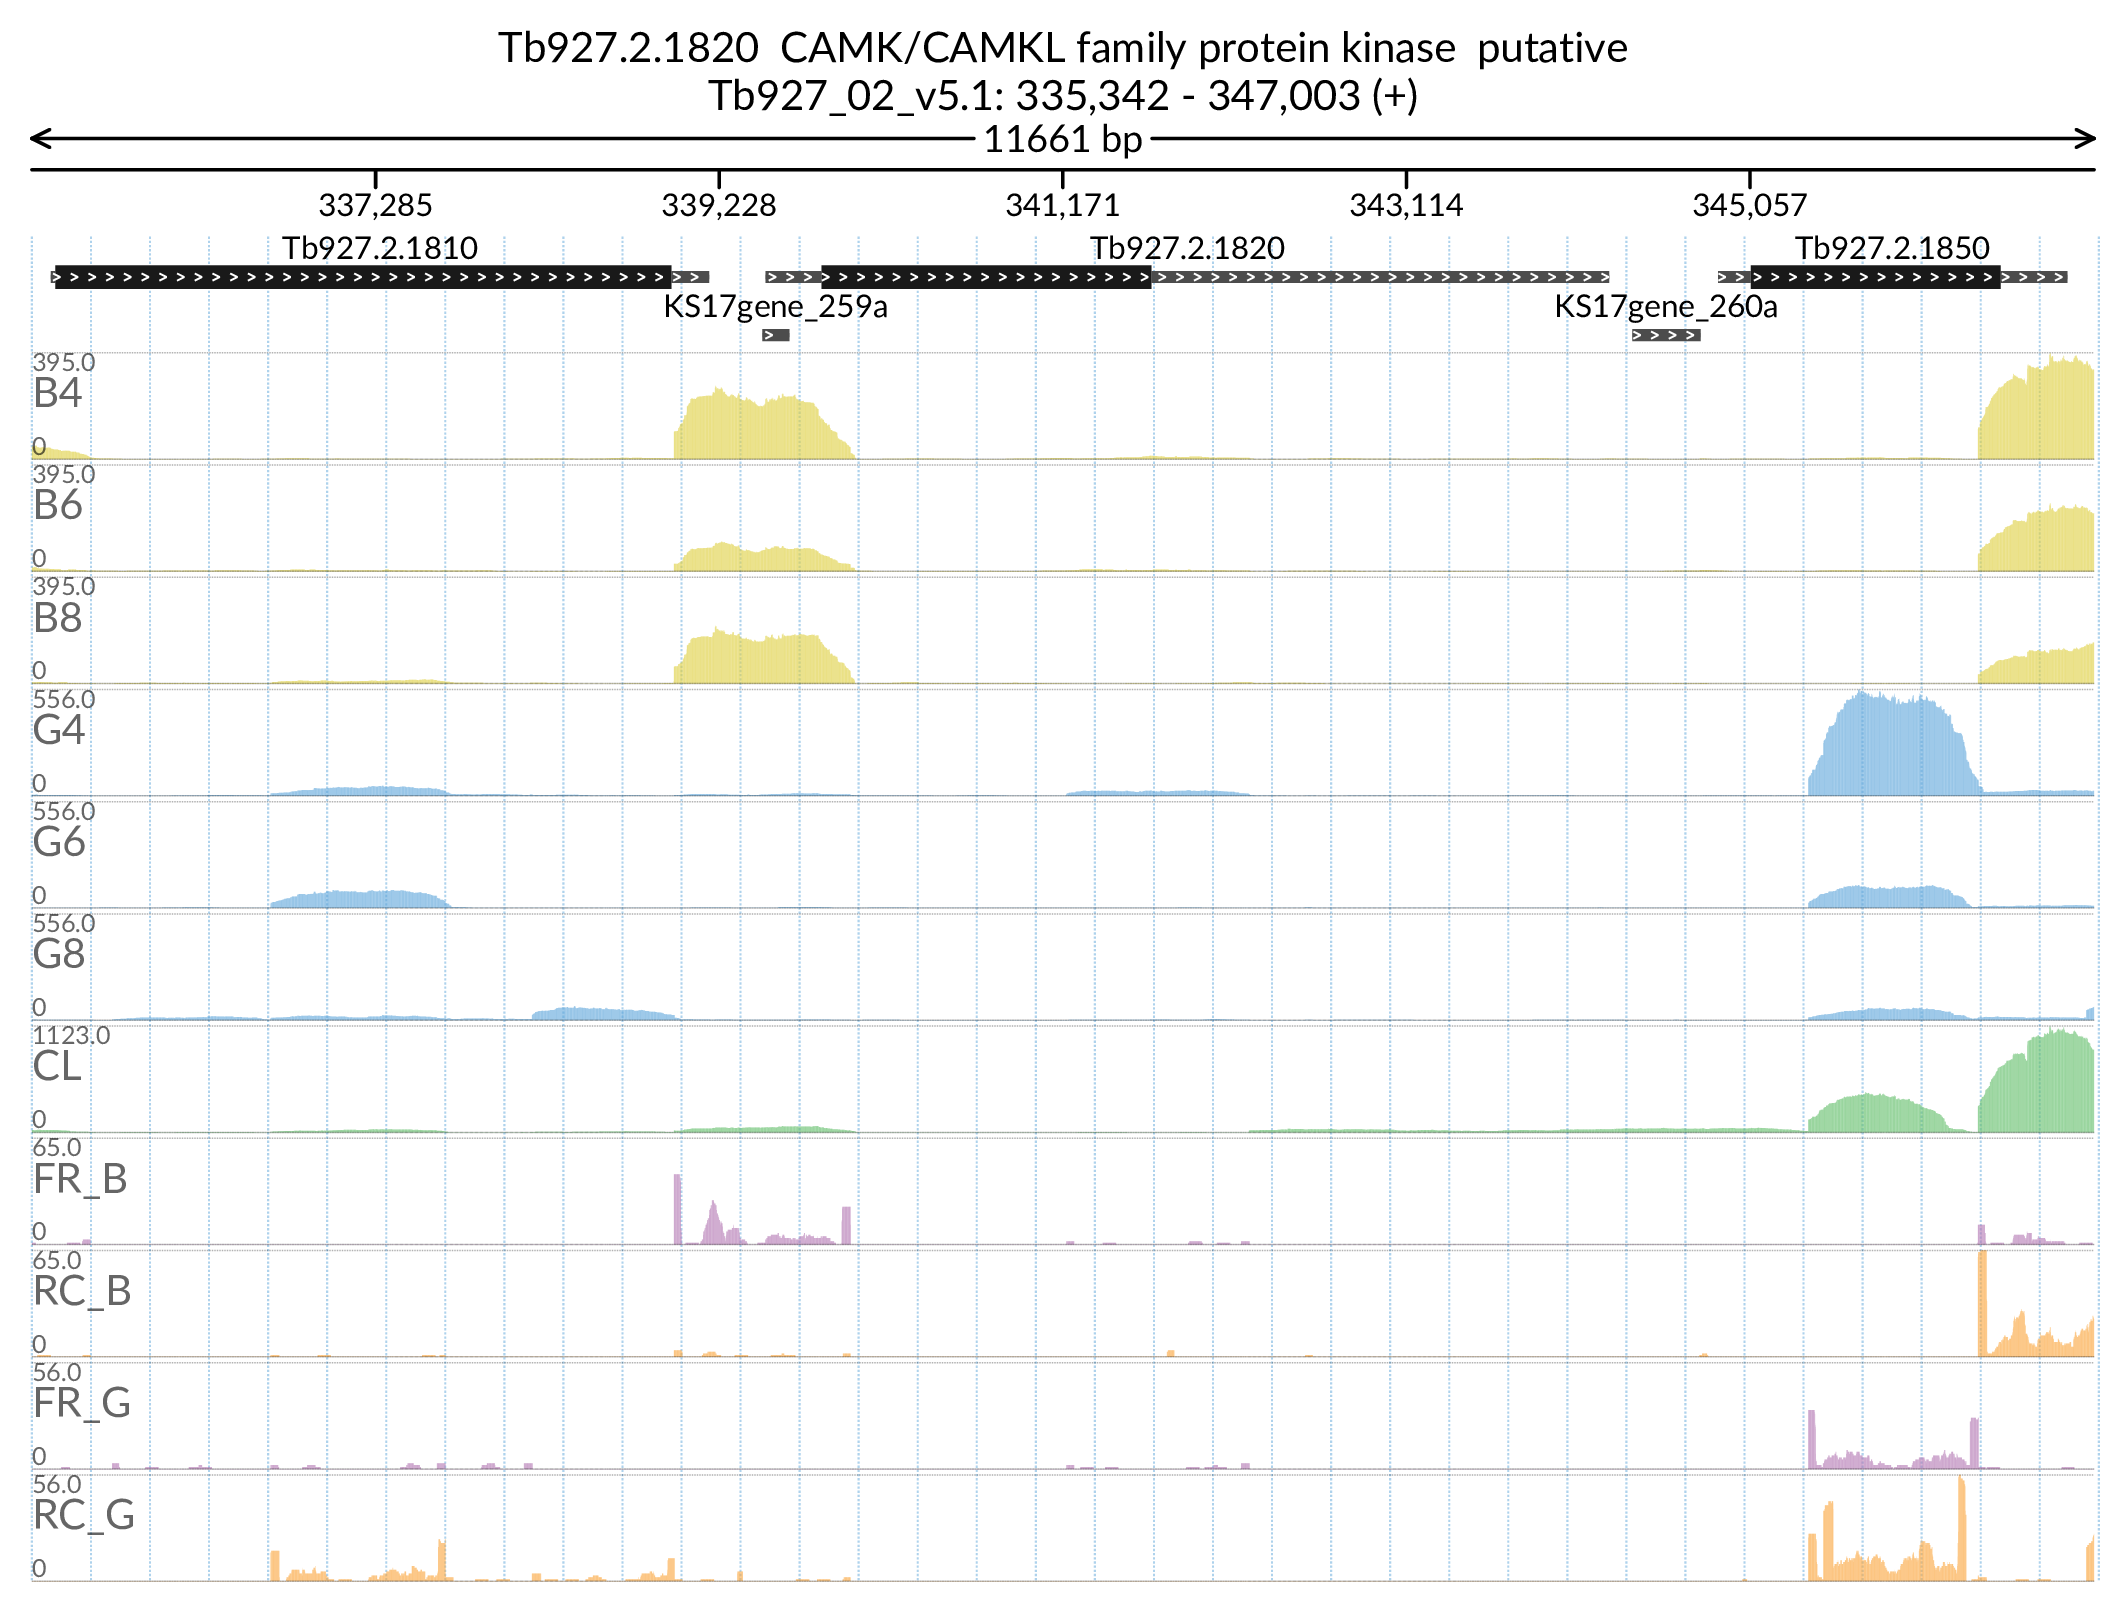 Tb927.2.1820  CAMK/CAMKL family protein kinase  putative
Tb927_02_v5.1: 335,342 - 347,003 (+)
11661 bp
337,285 339,228 341,171 343,114 345,057
Tb927.2.1810 Tb927.2.1820 Tb927.2.1850
KS17gene_259a KS17gene_260a
395.0
B4
0
395.0
B6
0
395.0
B8
0
556.0
G4
0
556.0
G6
0
556.0
G8
0
1123.0
CL
0
65.0
FR_B
0
65.0
RC_B
0
56.0
FR_G
0
56.0
RC_G
0